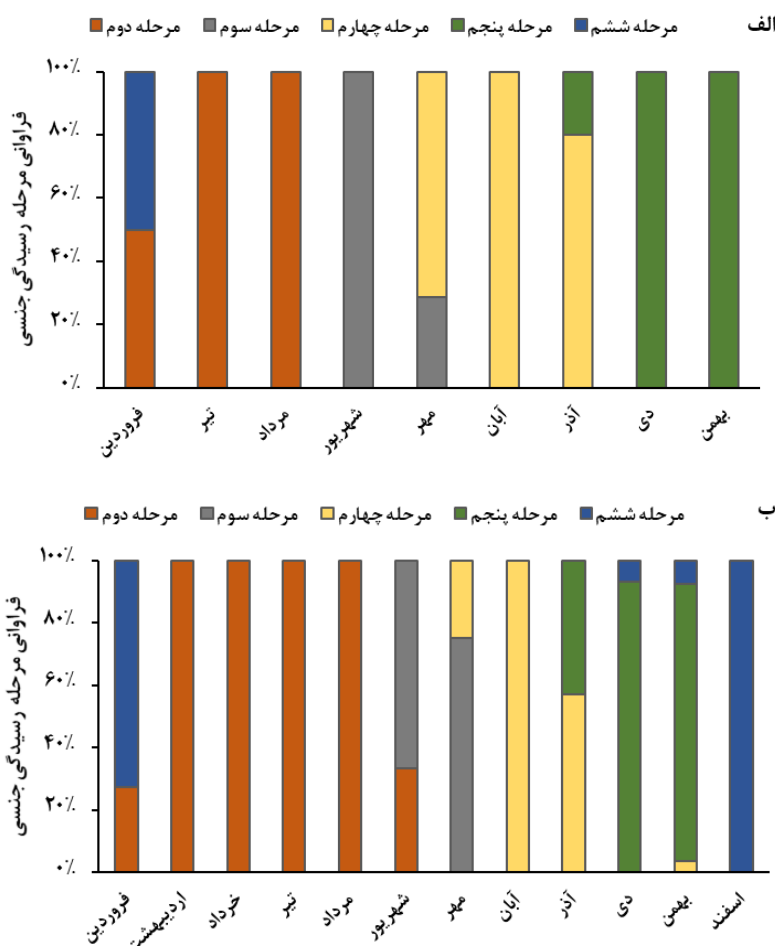 الف
مرحله دوم مرحله سوم مرحله چهارم مرحله پنجم مرحله ششم
فراوانی مرحله رسیدگی جنسی
۱۰۰٪
۸۰٪
۶۰٪
۴۰٪
۲۰٪
۰٪
فروردین تیر مرداد شهریور مهر آبان آذر دی بهمن
ب
مرحله دوم مرحله سوم مرحله چهارم مرحله پنجم مرحله ششم
فراوانی مرحله رسیدگی جنسی
۱۰۰٪
۸۰٪
۶۰٪
۴۰٪
۲۰٪
۰٪
فروردین اردیبهشت خرداد تیر مرداد شهریور مهر آبان آذر دی بهمن اسفند